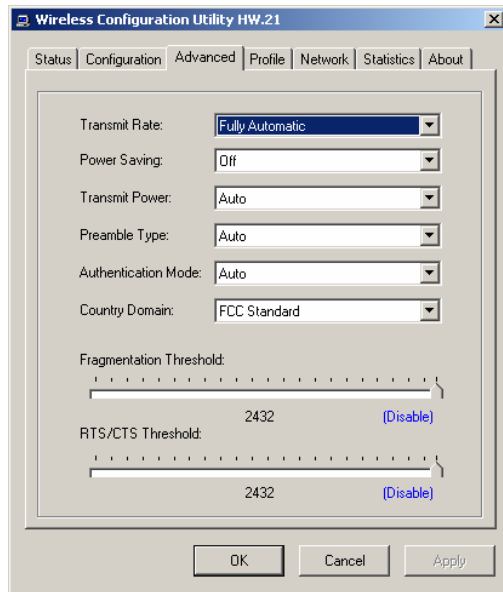 Wireless Configuration Utility HW.21
Status Configuration Advanced Profile Network Statistics About
Transmit Rate: Fully Automatic
Power Saving: Off
Transmit Power: Auto
Preamble Type: Auto
Authentication Mode: Auto
Country Domain: FCC Standard
Fragmentation Threshold:
2432 (Disable)
RTS/CTS Threshold:
2432 (Disable)
OK Cancel Apply